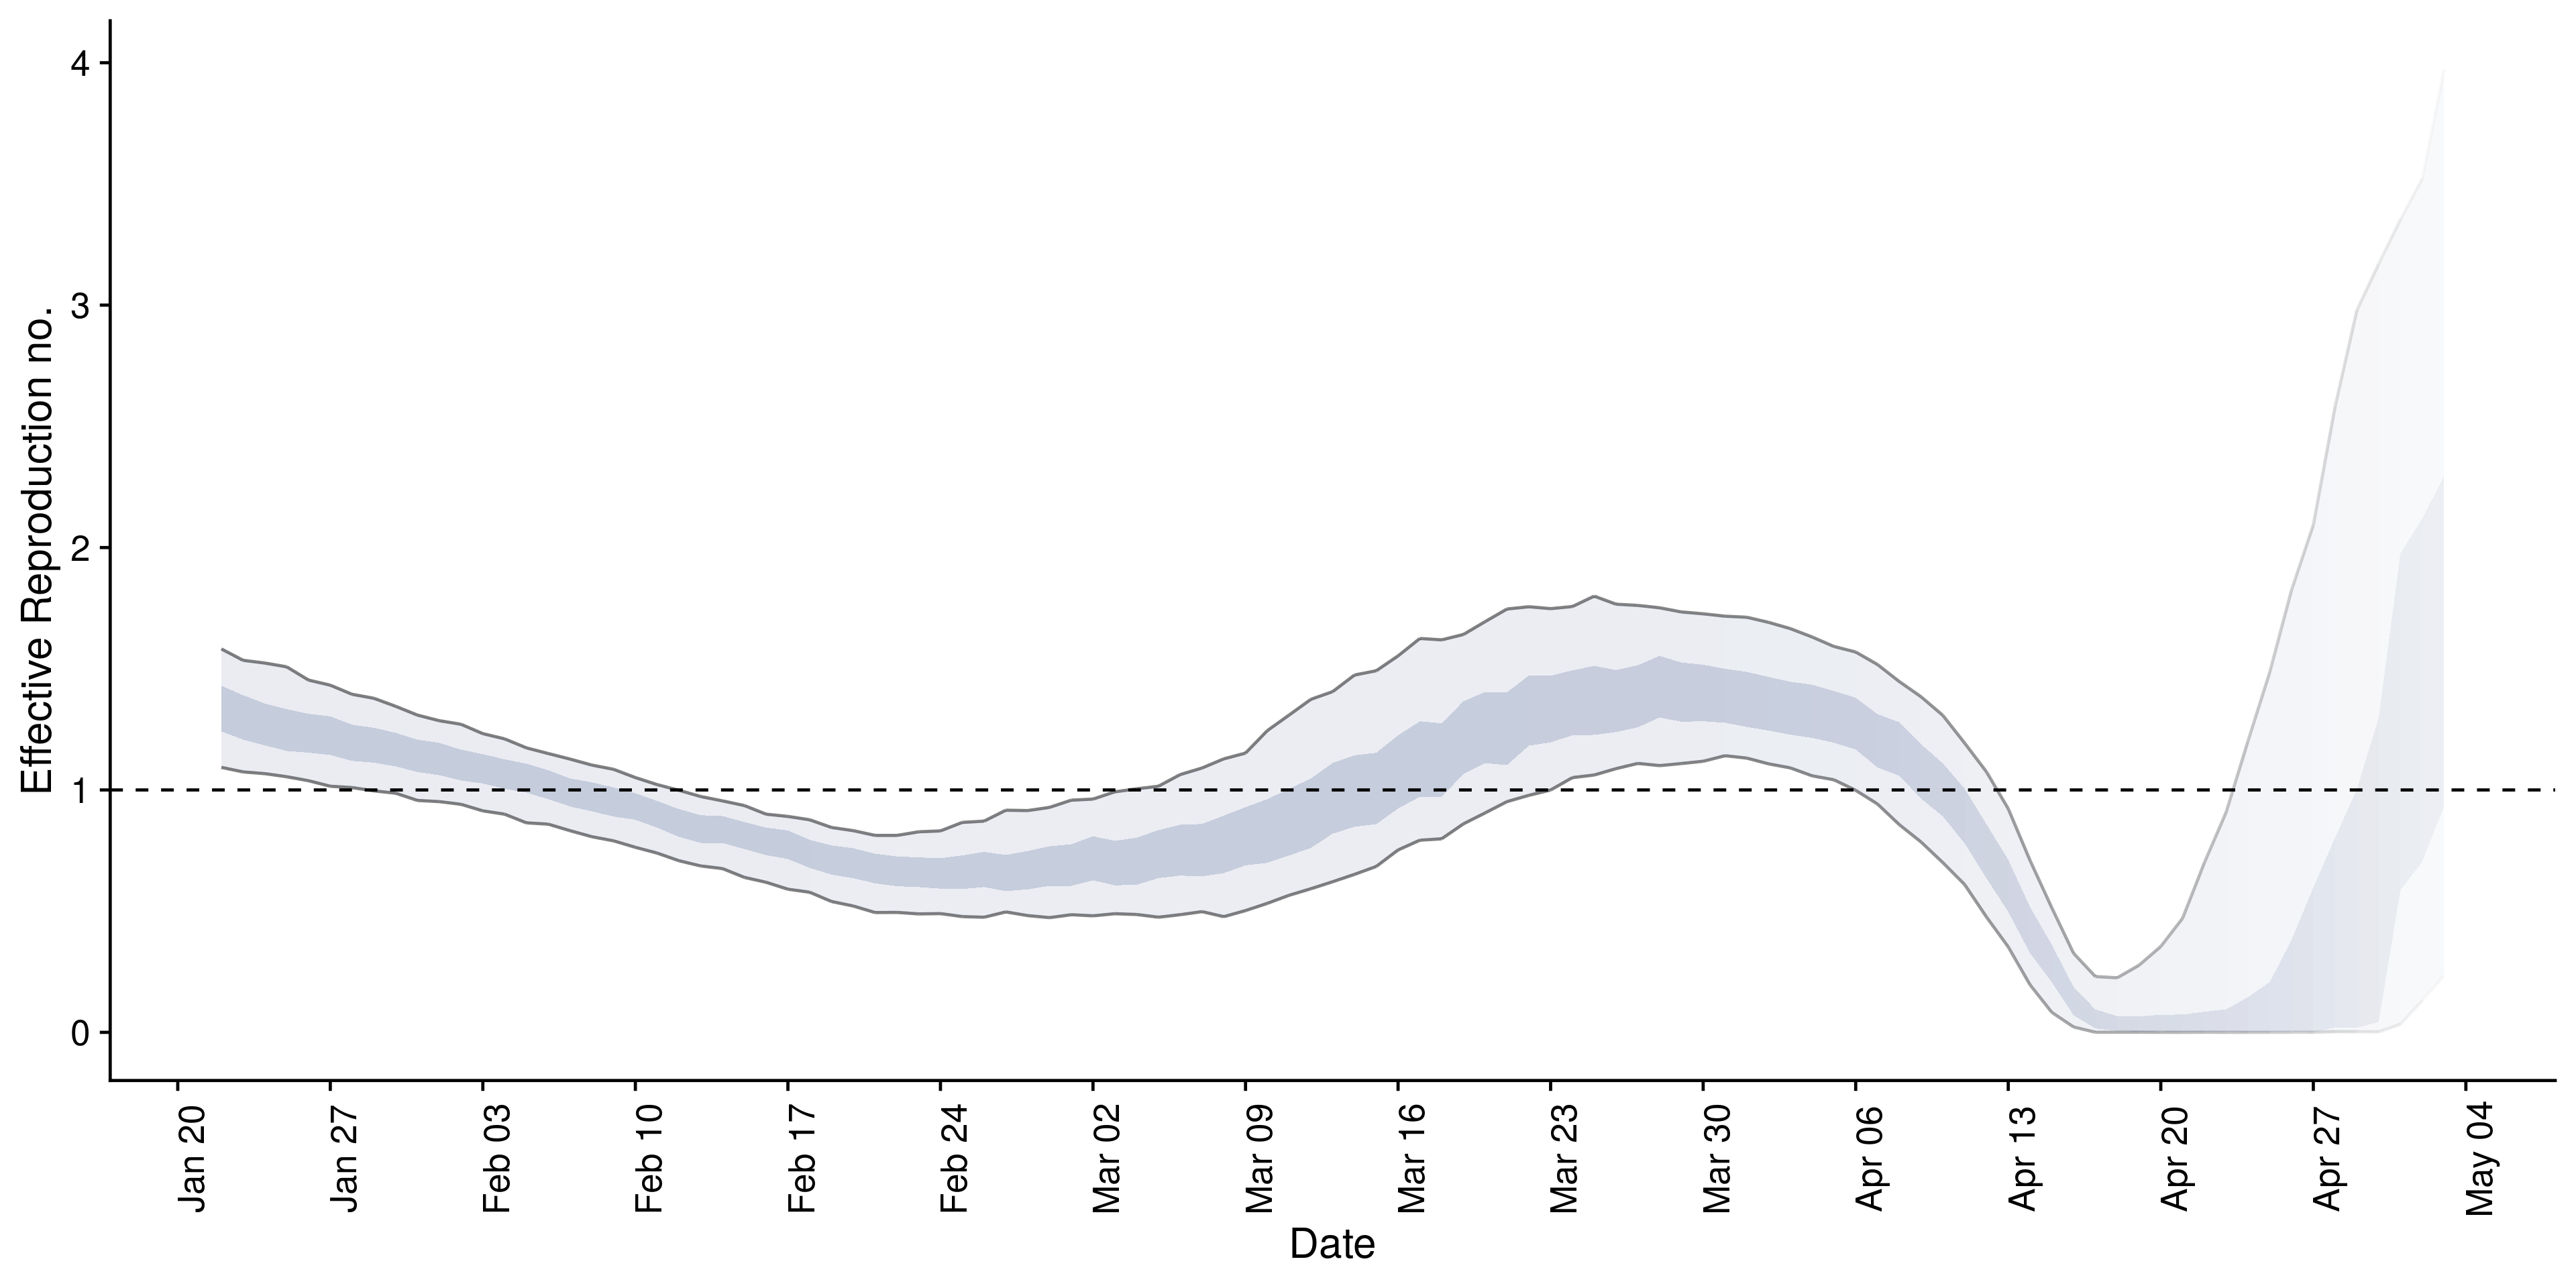 Effective Reproduction no.
4
3
2
1
0
Jan 20
Jan 27
Feb 03
Feb 10
Feb 17
Feb 24
Mar 02
Mar 09
Mar 16
Mar 23
Mar 30
Apr 06
Apr 13
Apr 20
Apr 27
May 04
Date